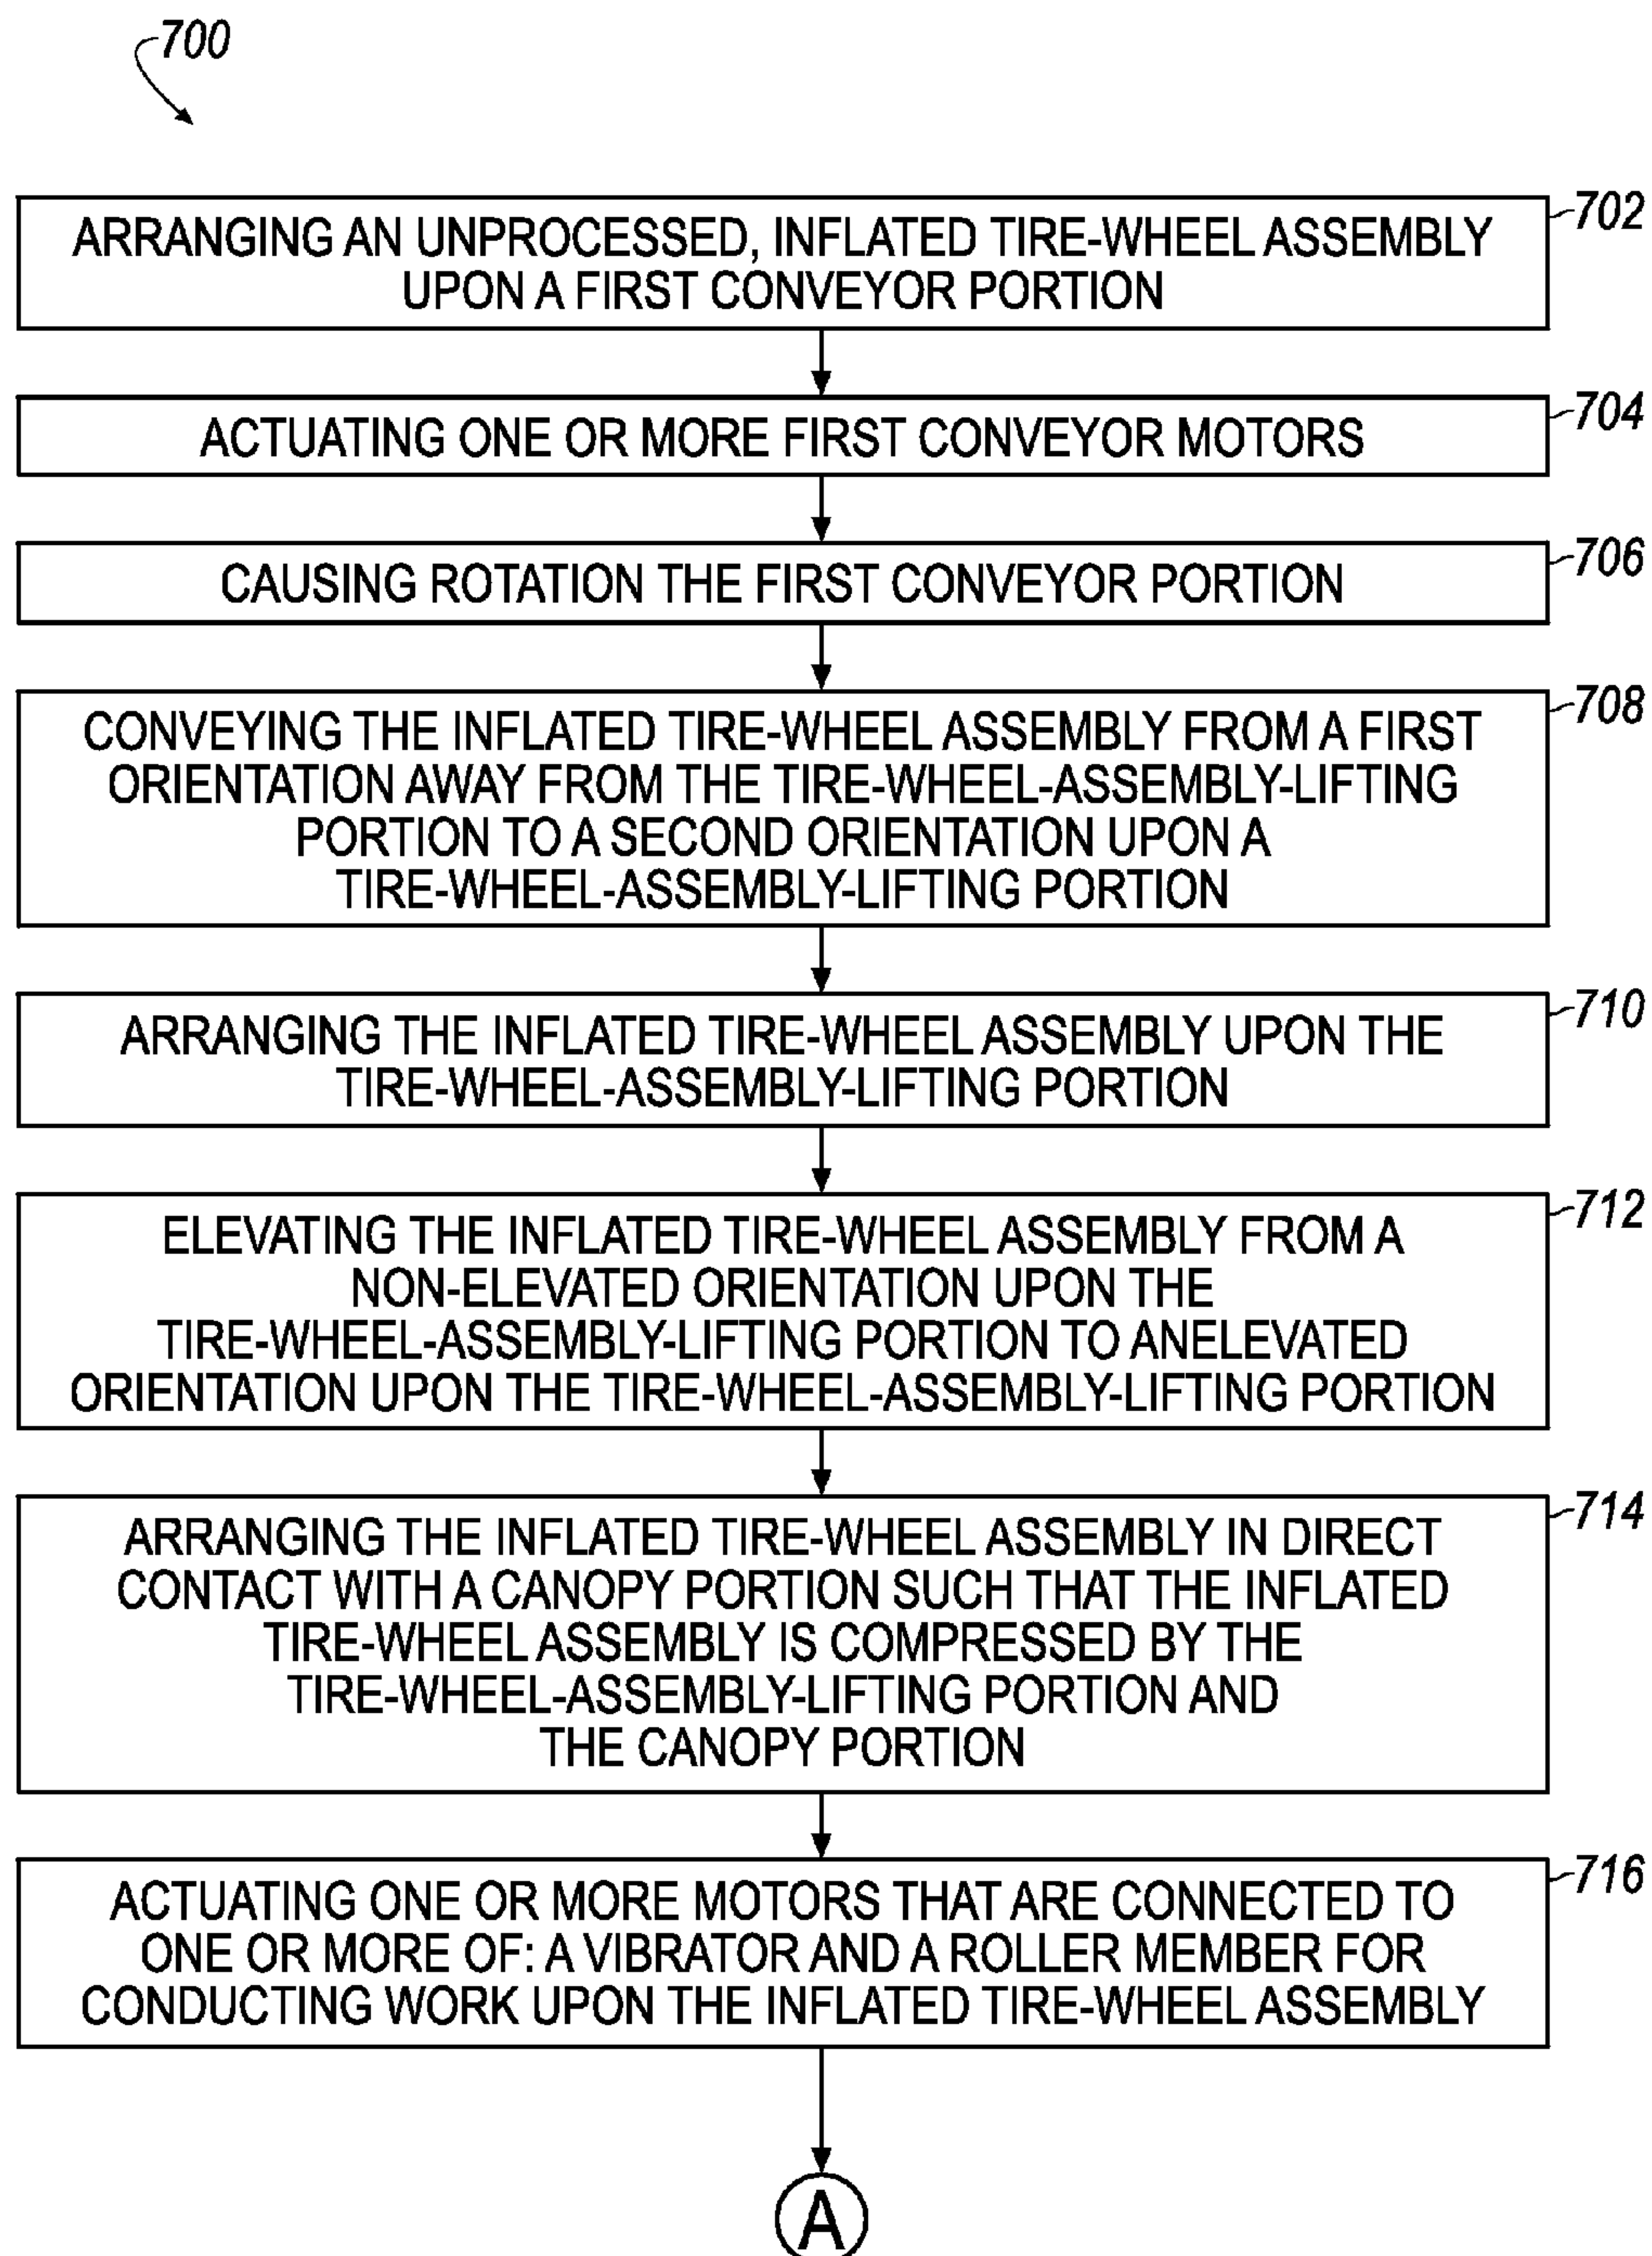 700
702
ARRANGING AN UNPROCESSED, INFLATED TIRE-WHEEL ASSEMBLY
UPON A FIRST CONVEYOR PORTION
704
ACTUATING ONE OR MORE FIRST CONVEYOR MOTORS
706
CAUSING ROTATION THE FIRST CONVEYOR PORTION
708
CONVEYING THE INFLATED TIRE-WHEEL ASSEMBLY FROM A FIRST
ORIENTATION AWAY FROM THE TIRE-WHEEL-ASSEMBLY-LIFTING
PORTION TO A SECOND ORIENTATION UPON A
TIRE-WHEEL-ASSEMBLY-LIFTING PORTION
710
ARRANGING THE INFLATED TIRE-WHEEL ASSEMBLY UPON THE
TIRE-WHEEL-ASSEMBLY-LIFTING PORTION
712
ELEVATING THE INFLATED TIRE-WHEEL ASSEMBLY FROM A
NON-ELEVATED ORIENTATION UPON THE
TIRE-WHEEL-ASSEMBLY-LIFTING PORTION TO ANELEVATED
ORIENTATION UPON THE TIRE-WHEEL-ASSEMBLY-LIFTING PORTION
714
ARRANGING THE INFLATED TIRE-WHEEL ASSEMBLY IN DIRECT
CONTACT WITH A CANOPY PORTION SUCH THAT THE INFLATED
TIRE-WHEEL ASSEMBLY IS COMPRESSED BY THE
TIRE-WHEEL-ASSEMBLY-LIFTING PORTION AND
THE CANOPY PORTION
716
ACTUATING ONE OR MORE MOTORS THAT ARE CONNECTED TO
ONE OR MORE OF: A VIBRATOR AND A ROLLER MEMBER FOR
CONDUCTING WORK UPON THE INFLATED TIRE-WHEEL ASSEMBLY
A